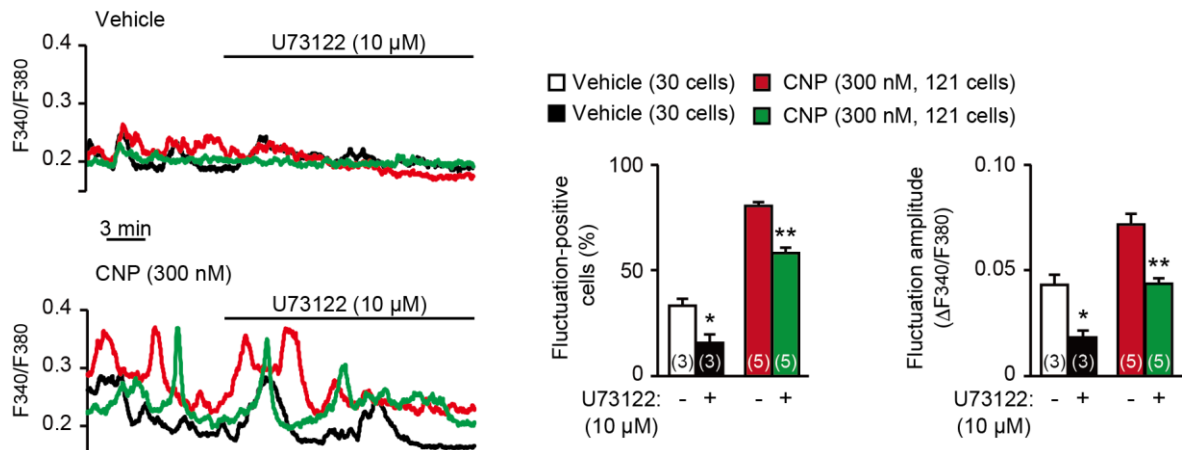 Vehicle
U73122 (10 µM)
0.4
0.3
0.2
F340/F380
3 min
CNP (300 nM)
U73122 (10 µM)
0.4
0.3
0.2
F340/F380
Vehicle (30 cells)
CNP (300 nM, 121 cells)
Vehicle (30 cells)
CNP (300 nM, 121 cells)
Fluctuation-positive
cells (%)
100
50
0
*
**
(3) (3) (5) (5)
U73122: - + - +
(10 µM)
Fluctuation amplitude
(ΔF340/F380)
0.10
0.05
0
*
**
(3) (3) (5) (5)
U73122: - + - +
(10 µM)